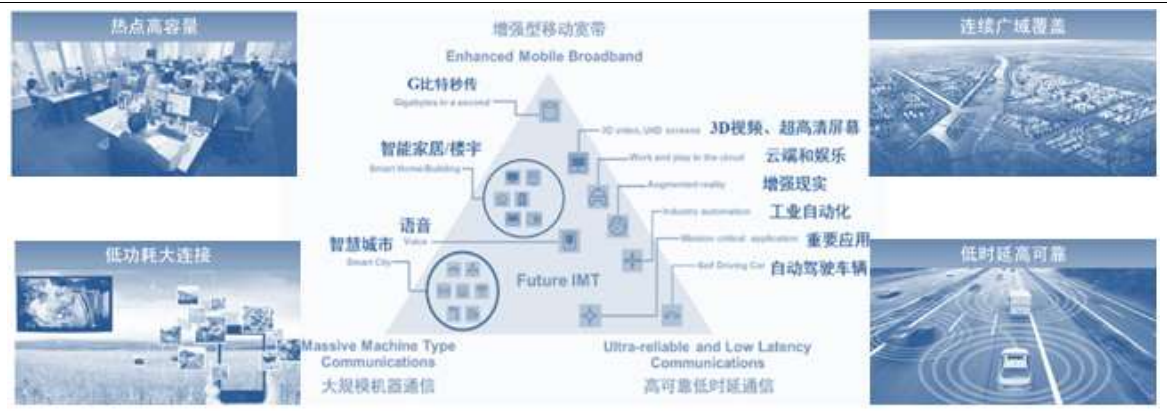 热点高容量
增强型移动宽带
Enhanced Mobile Broadband
连续广域覆盖
G比特秒传
Gigabytes in a second
3D video, UHD screens 3D视频、超高清屏幕
智能家居/楼宇
Smart Home/Building
Work and play in the cloud 云端和娱乐
Augmented reality 增强现实
Industry automation 工业自动化
语音
Voice
Mission critical application 重要应用
智慧城市
Smart City
Self Driving Car 自动驾驶车辆
Future IMT
低功耗大连接
低时延高可靠
Massive Machine Type
Communications
大规模机器通信
Ultra-reliable and Low Latency
Communications
高可靠低时延通信